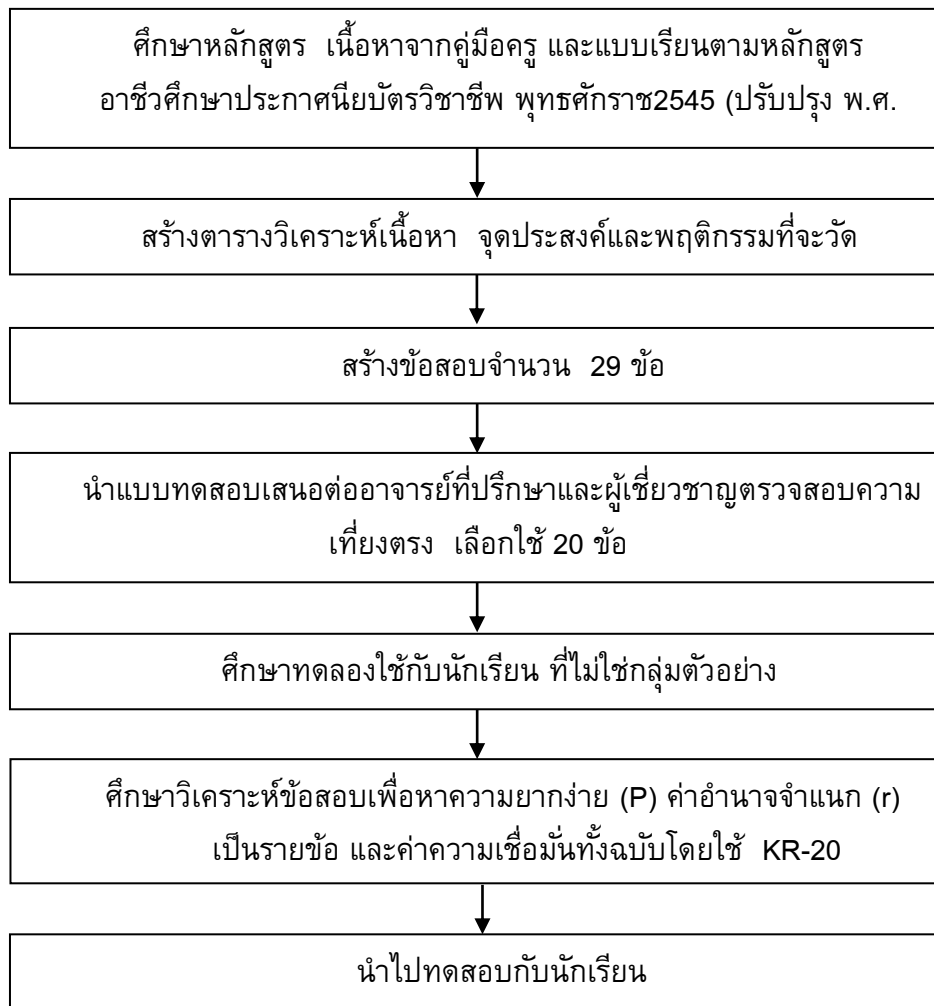 ศึกษาหลักสูตร เนื้อหาจากคู่มือครู และแบบเรียนตามหลักสูตร
อาชีวศึกษาประกาศนียบัตรวิชาชีพ พุทธศักราช2545 (ปรับปรุง พ.ศ.
สร้างตารางวิเคราะห์เนื้อหา จุดประสงค์และพฤติกรรมที่จะวัด
สร้างข้อสอบจำนวน 29 ข้อ
นำแบบทดสอบเสนอต่ออาจารย์ที่ปรึกษาและผู้เชี่ยวชาญตรวจสอบความ
เที่ยงตรง เลือกใช้ 20 ข้อ
ศึกษาทดลองใช้กับนักเรียน ที่ไม่ใช่กลุ่มตัวอย่าง
ศึกษาวิเคราะห์ข้อสอบเพื่อหาความยากง่าย (P) ค่าอำนาจจำแนก (r)
เป็นรายข้อ และค่าความเชื่อมั่นทั้งฉบับโดยใช้ KR-20
นำไปทดสอบกับนักเรียน